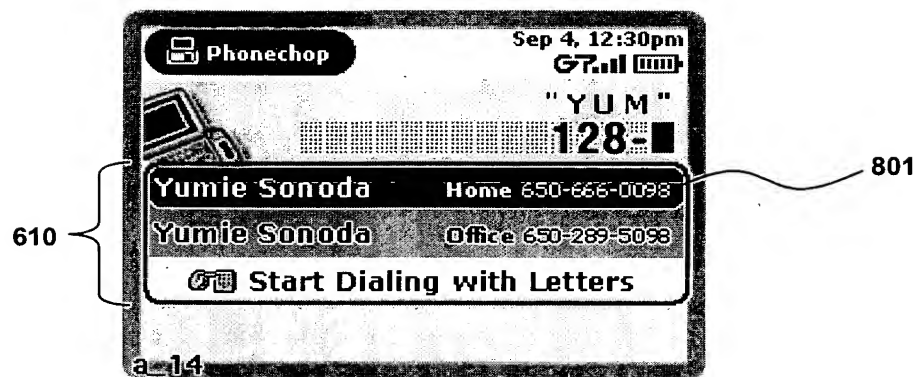 Phonechop
Sep 4, 12:30pm
G7
"YUM"
128-
801
Yumie Sonoda Home 650-666-0098
610
Yumie Sonoda Office 650-289-5098
Start Dialing with Letters
a_14